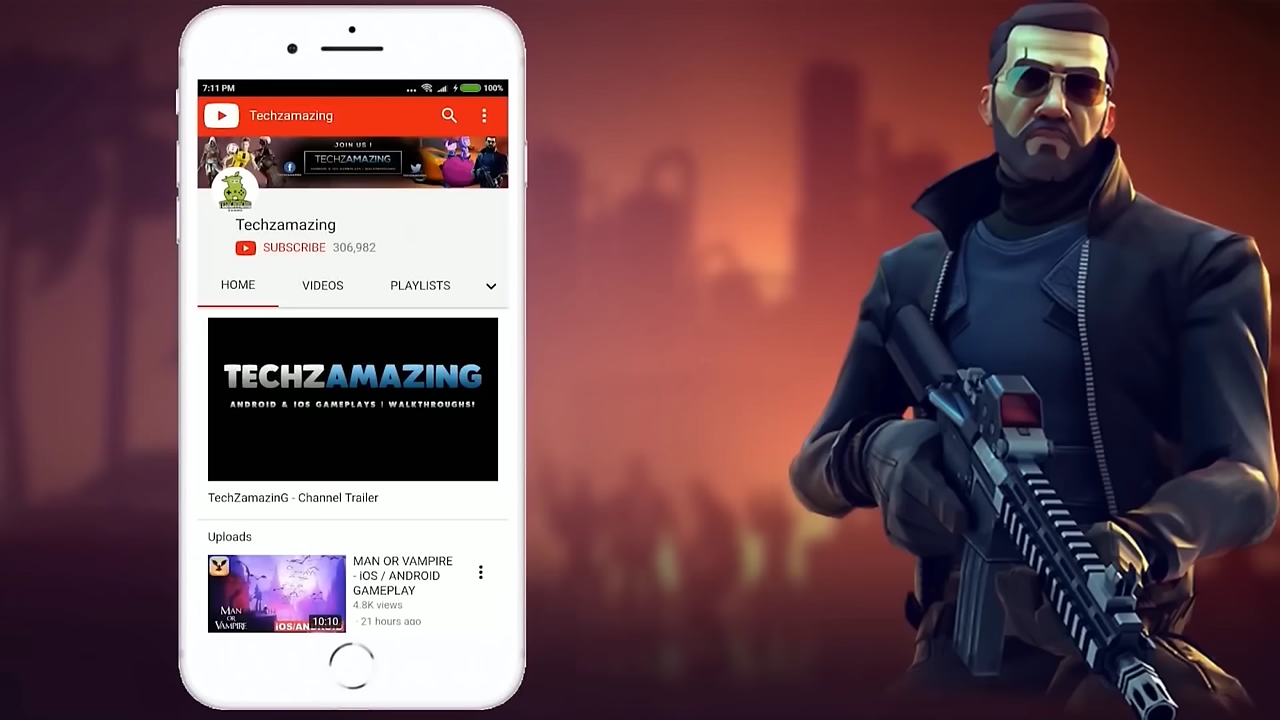 7:11 PM
100%
Techzamazing
JOIN US !
TECHZAMAZING
Techzamazing
SUBSCRIBE 306,982
HOME VIDEOS PLAYLISTS
TECHZAMAZING
ANDROID & IOS GAMEPLAYS | WALKTHROUGHS!
TechZamazinG - Channel Trailer
Uploads
MAN OR VAMPIRE
- iOS / ANDROID
GAMEPLAY
4.8K views
· 21 hours ago
MAN
OR
VAMPIRE
10:10